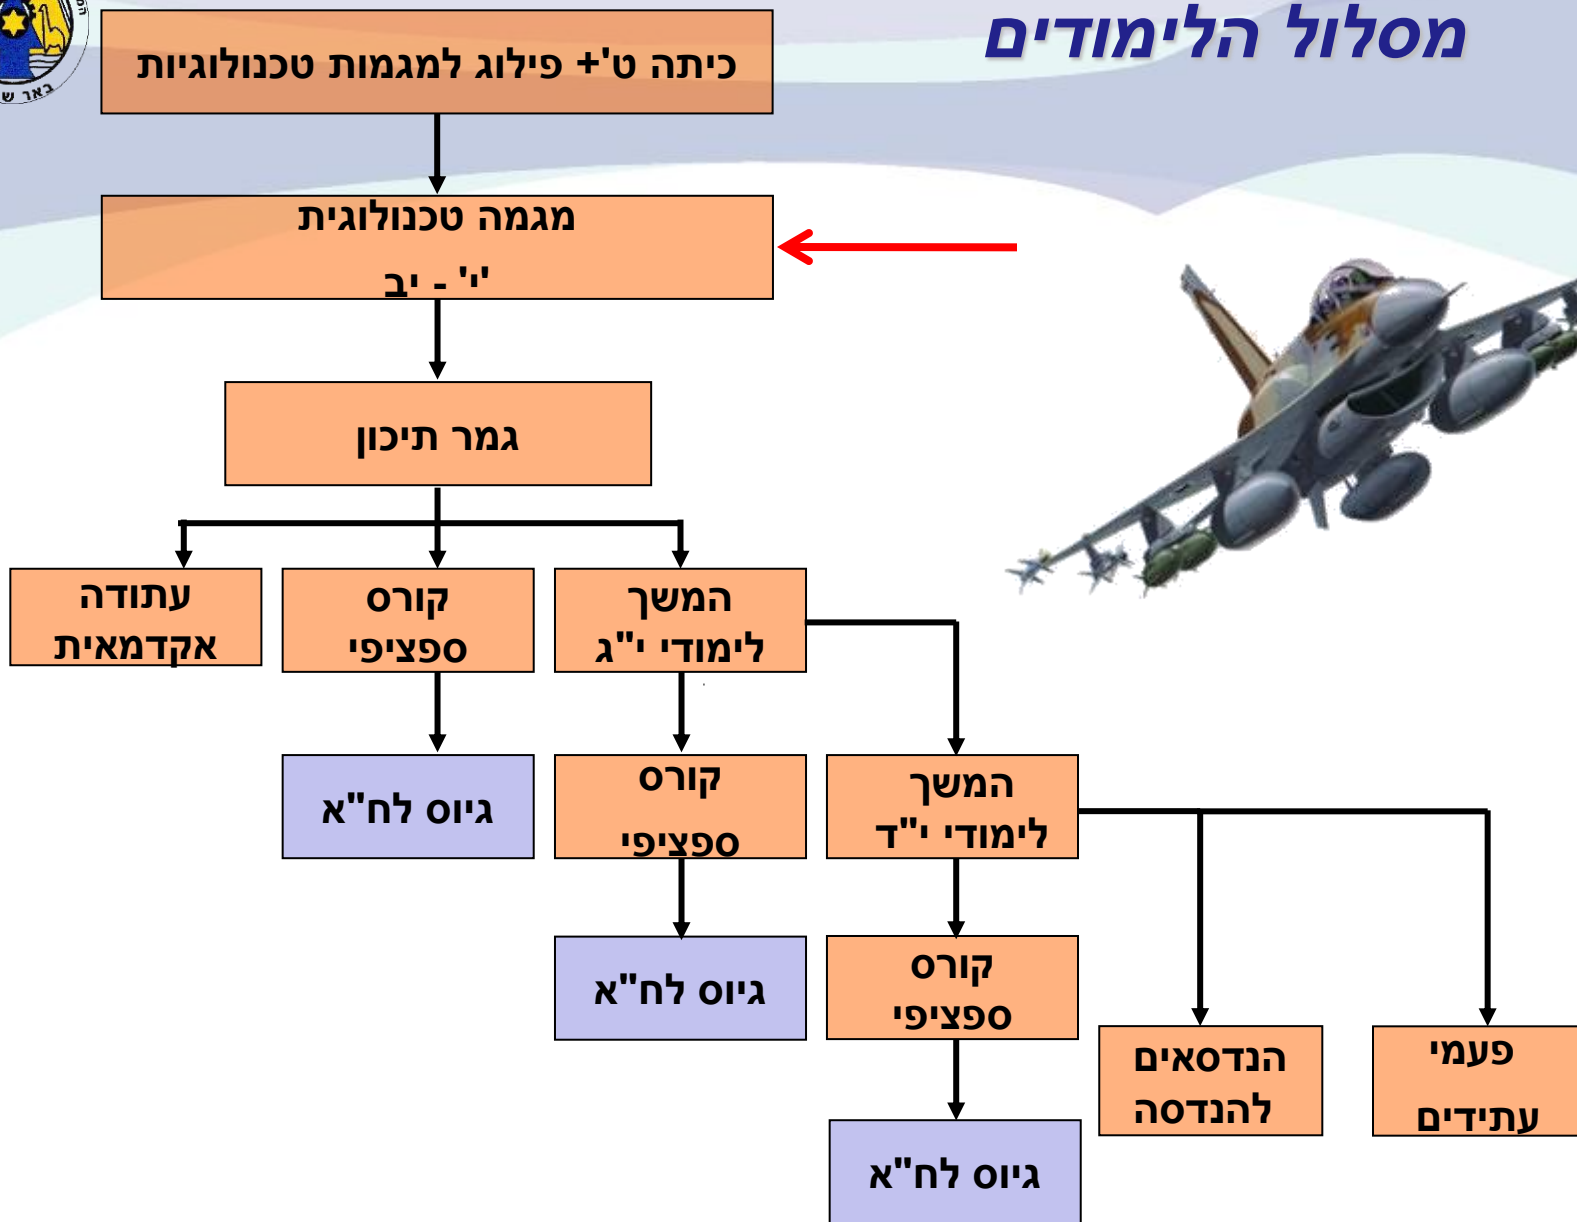 מסלול הלימודים
באר ש
כיתה ט'+ פילוג למגמות טכנולוגיות
מגמה טכנולוגית
י' - יב'
גמר תיכון
המשך
לימודי י"ג
קורס
ספציפי
עתודה
אקדמאית
המשך
לימודי י"ד
קורס
ספציפי
גיוס לח"א
קורס
ספציפי
גיוס לח"א
פעמי
עתידים
הנדסאים
להנדסה
גיוס לח"א